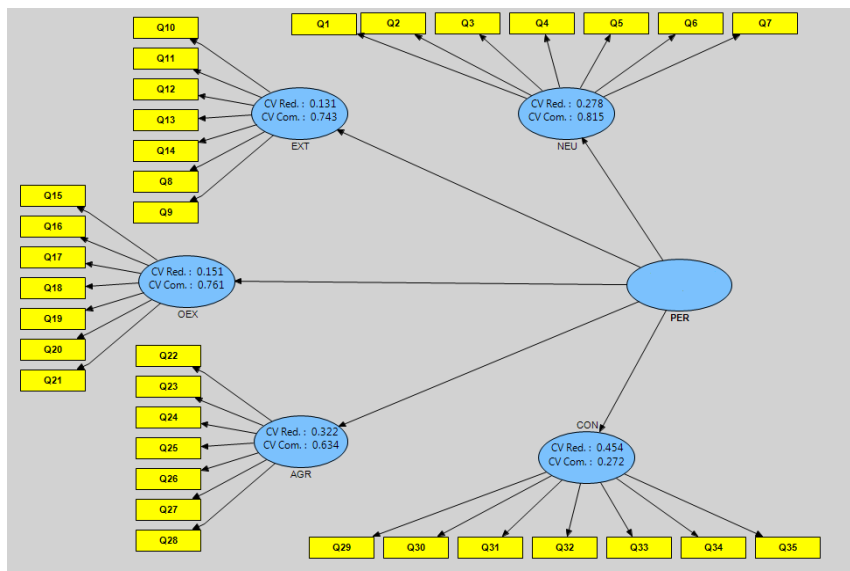 Q1
Q2
Q3
Q4
Q5
Q6
Q7
CV Red. : 0.278
CV Com. : 0.815
NEU
Q10
Q11
Q12
Q13
Q14
Q8
Q9
CV Red. : 0.131
CV Com. : 0.743
EXT
Q15
Q16
Q17
Q18
Q19
Q20
Q21
CV Red. : 0.151
CV Com. : 0.761
OEX
PER
Q22
Q23
Q24
Q25
Q26
Q27
Q28
CV Red. : 0.322
CV Com. : 0.634
AGR
CON
CV Red. : 0.454
CV Com. : 0.272
Q29
Q30
Q31
Q32
Q33
Q34
Q35